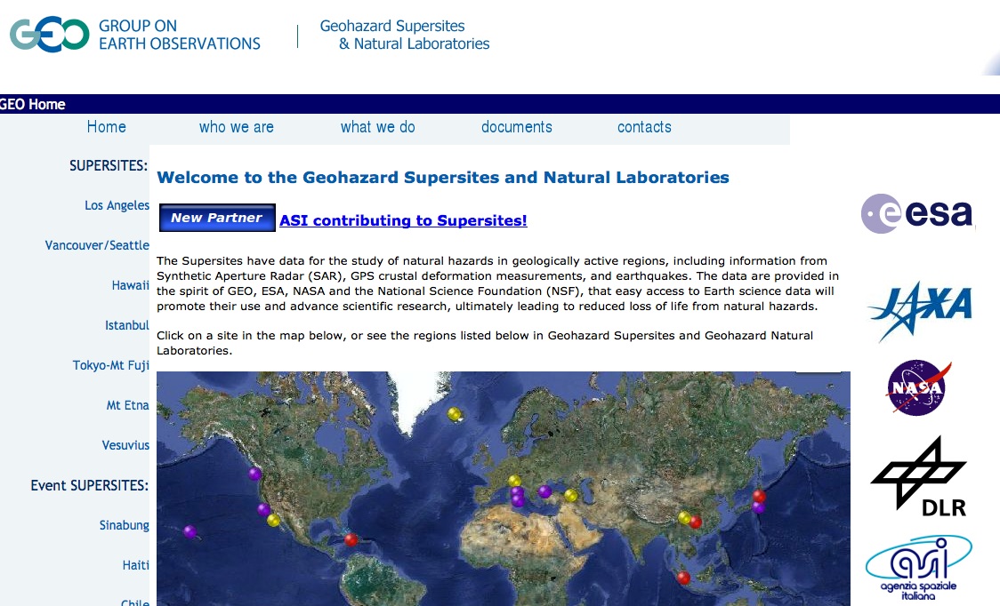 GEO
GROUP ON
EARTH OBSERVATIONS
Geohazard Supersites
& Natural Laboratories
GEO Home
Home who we are what we do documents contacts
SUPERSITES:
Los Angeles
Vancouver/Seattle
Hawaii
Istanbul
Tokyo-Mt Fuji
Mt Etna
Vesuvius
Event SUPERSITES:
Sinabung
Haiti
Chile
Welcome to the Geohazard Supersites and Natural Laboratories
New Partner ASI contributing to Supersites!
The Supersites have data for the study of natural hazards in geologically active regions, including information from
Synthetic Aperture Radar (SAR), GPS crustal deformation measurements, and earthquakes. The data are provided in
the spirit of GEO, ESA, NASA and the National Science Foundation (NSF), that easy access to Earth science data will
promote their use and advance scientific research, ultimately leading to reduced loss of life from natural hazards.
Click on a site in the map below, or see the regions listed below in Geohazard Supersites and Geohazard Natural
Laboratories.
esa
JAXA
NASA
DLR
asi
agenzia spaziale
italiana